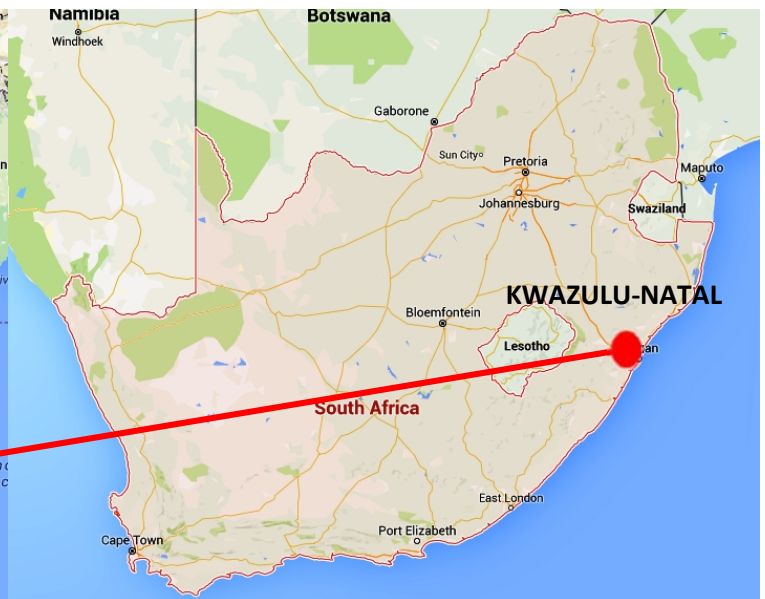 Namibia
Botswana
Windhoek
Gaborone
Sun City
Pretoria
Maputo
Johannesburg
Swaziland
KWAZULU-NATAL
Bloemfontein
Lesotho
South Africa
East London
Port Elizabeth
Cape Town